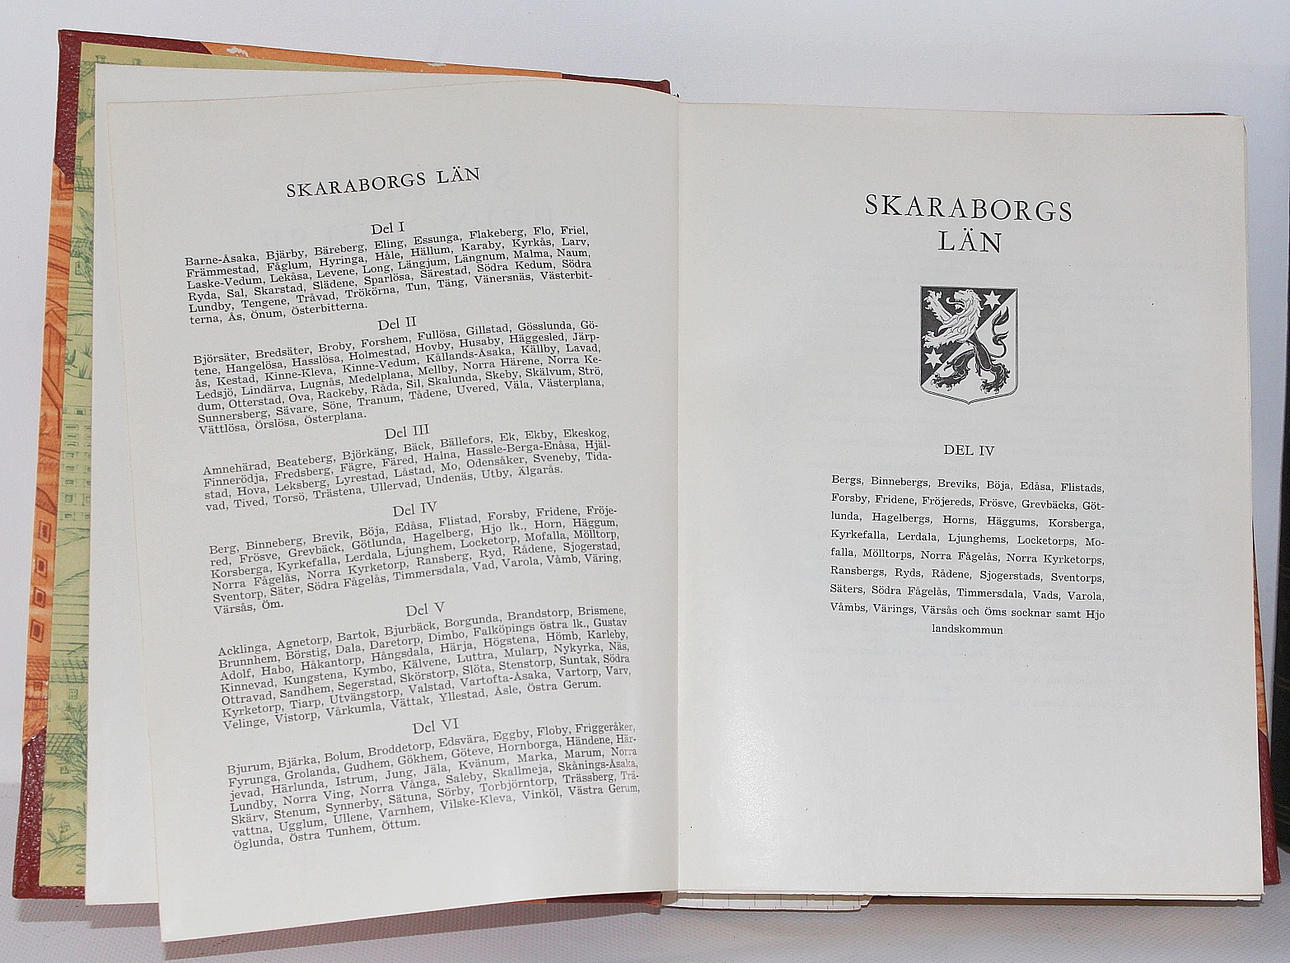 SKARABORGS LÄN
Del I
Barne-Åsaka, Bjärby, Bäreberg, Eling, Essunga, Flakeberg, Flo, Friel,
Främmestad, Fåglum, Hyringa, Håle, Hällum, Karaby, Kyrkås, Larv,
Laske-Vedum, Lekåsa, Levene, Long, Längjum, Längnum, Malma, Naum,
Ryda, Sal, Skarstad, Slädene, Sparlösa, Särestad, Södra Kedum, Södra
Lundby, Tengene, Tråvad, Trökörna, Tun, Täng, Vänersnäs, Västerbit-
terna, Ås, Önum, Österbitterna.
Del II
Björsäter, Bredsäter, Broby, Forshem, Fullösa, Gillstad, Gösslunda, Gö-
tene, Hangelösa, Hasslösa, Holmestad, Hovby, Husaby, Häggesled, Järp-
ås, Kestad, Kinne-Kleva, Kinne-Vedum, Kållands-Åsaka, Källby, Lavad,
Ledsjö, Lindärva, Lugnås, Medelplana, Mellby, Norra Härene, Norra Ke-
dum, Otterstad, Ova, Rackeby, Råda, Sil, Skalunda, Skeby, Skälvum, Strö,
Sunnersberg, Sävare, Söne, Tranum, Tådene, Uvered, Väla, Västerplana,
Vättlösa, Örslösa, Österplana.
Del III
Amnehärad, Beateberg, Björkäng, Bäck, Bällefors, Ek, Ekby, Ekeskog,
Finnerödja, Fredsberg, Fägre, Färed, Halna, Hassle-Berga-Enåsa, Hjäl-
stad, Hova, Leksberg, Lyrestad, Låstad, Mo, Odensåker, Sveneby, Tida-
vad, Tived, Torsö, Trästena, Ullervad, Undenäs, Utby, Älgarås.
Del IV
Berg, Binneberg, Brevik, Böja, Edåsa, Flistad, Forsby, Fridene, Fröje-
red, Frösve, Grevbäck, Götlunda, Hagelberg, Hjo lk., Horn, Häggum,
Korsberga, Kyrkefalla, Lerdala, Ljunghem, Locketorp, Mofalla, Mölltorp,
Norra Fågelås, Norra Kyrketorp, Ransberg, Ryd, Rådene, Sjogerstad,
Sventorp, Säter, Södra Fågelås, Timmersdala, Vad, Varola, Våmb, Väring,
Värsås, Öm.
Del V
Acklinga, Agnetorp, Bartok, Bjurbäck, Borgunda, Brandstorp, Brismene,
Brunnhem, Börstig, Dala, Daretorp, Dimbo, Falköpings östra lk., Gustav
Adolf, Habo, Håkantorp, Hångsdala, Härja, Högstena, Hömb, Karleby,
Kinnevad, Kungstena, Kymbo, Kälvene, Luttra, Mularp, Nykyrka, Näs,
Ottravad, Sandhem, Segerstad, Skörstorp, Slöta, Stenstorp, Suntak, Södra
Kyrketorp, Tiarp, Utvängstorp, Valstad, Vartofta-Åsaka, Vartorp, Varv,
Velinge, Vistorp, Vårkumla, Vättak, Yllestad, Åsle, Östra Gerum.
Del VI
Bjurum, Bjärka, Bolum, Broddetorp, Edsvära, Eggby, Floby, Friggeråker,
Fyrunga, Grolanda, Gudhem, Gökhem, Göteve, Hornborga, Händene, Här-
jevad, Härlunda, Istrum, Jung, Jäla, Kvänum, Marka, Marum, Norra
Lundby, Norra Ving, Norra Vånga, Saleby, Skallmeja, Skånings-Åsaka,
Skärv, Stenum, Synnerby, Sätuna, Sörby, Torbjörntorp, Trässberg, Trä-
vattna, Ugglum, Ullene, Varnhem, Vilske-Kleva, Vinköl, Västra Gerum,
Öglunda, Östra Tunhem, Öttum.
SKARABORGS
LÄN
DEL IV
Bergs, Binnebergs, Breviks, Böja, Edåsa, Flistads,
Forsby, Fridene, Fröjereds, Frösve, Grevbäcks, Göt-
lunda, Hagelbergs, Horns, Häggums, Korsberga,
Kyrkefalla, Lerdala, Ljunghems, Locketorps, Mo-
falla, Mölltorps, Norra Fågelås, Norra Kyrketorps,
Ransbergs, Ryds, Rådene, Sjogerstads, Sventorps,
Säters, Södra Fågelås, Timmersdala, Vads, Varola,
Våmbs, Värings, Värsås och Öms socknar samt Hjo
landskommun